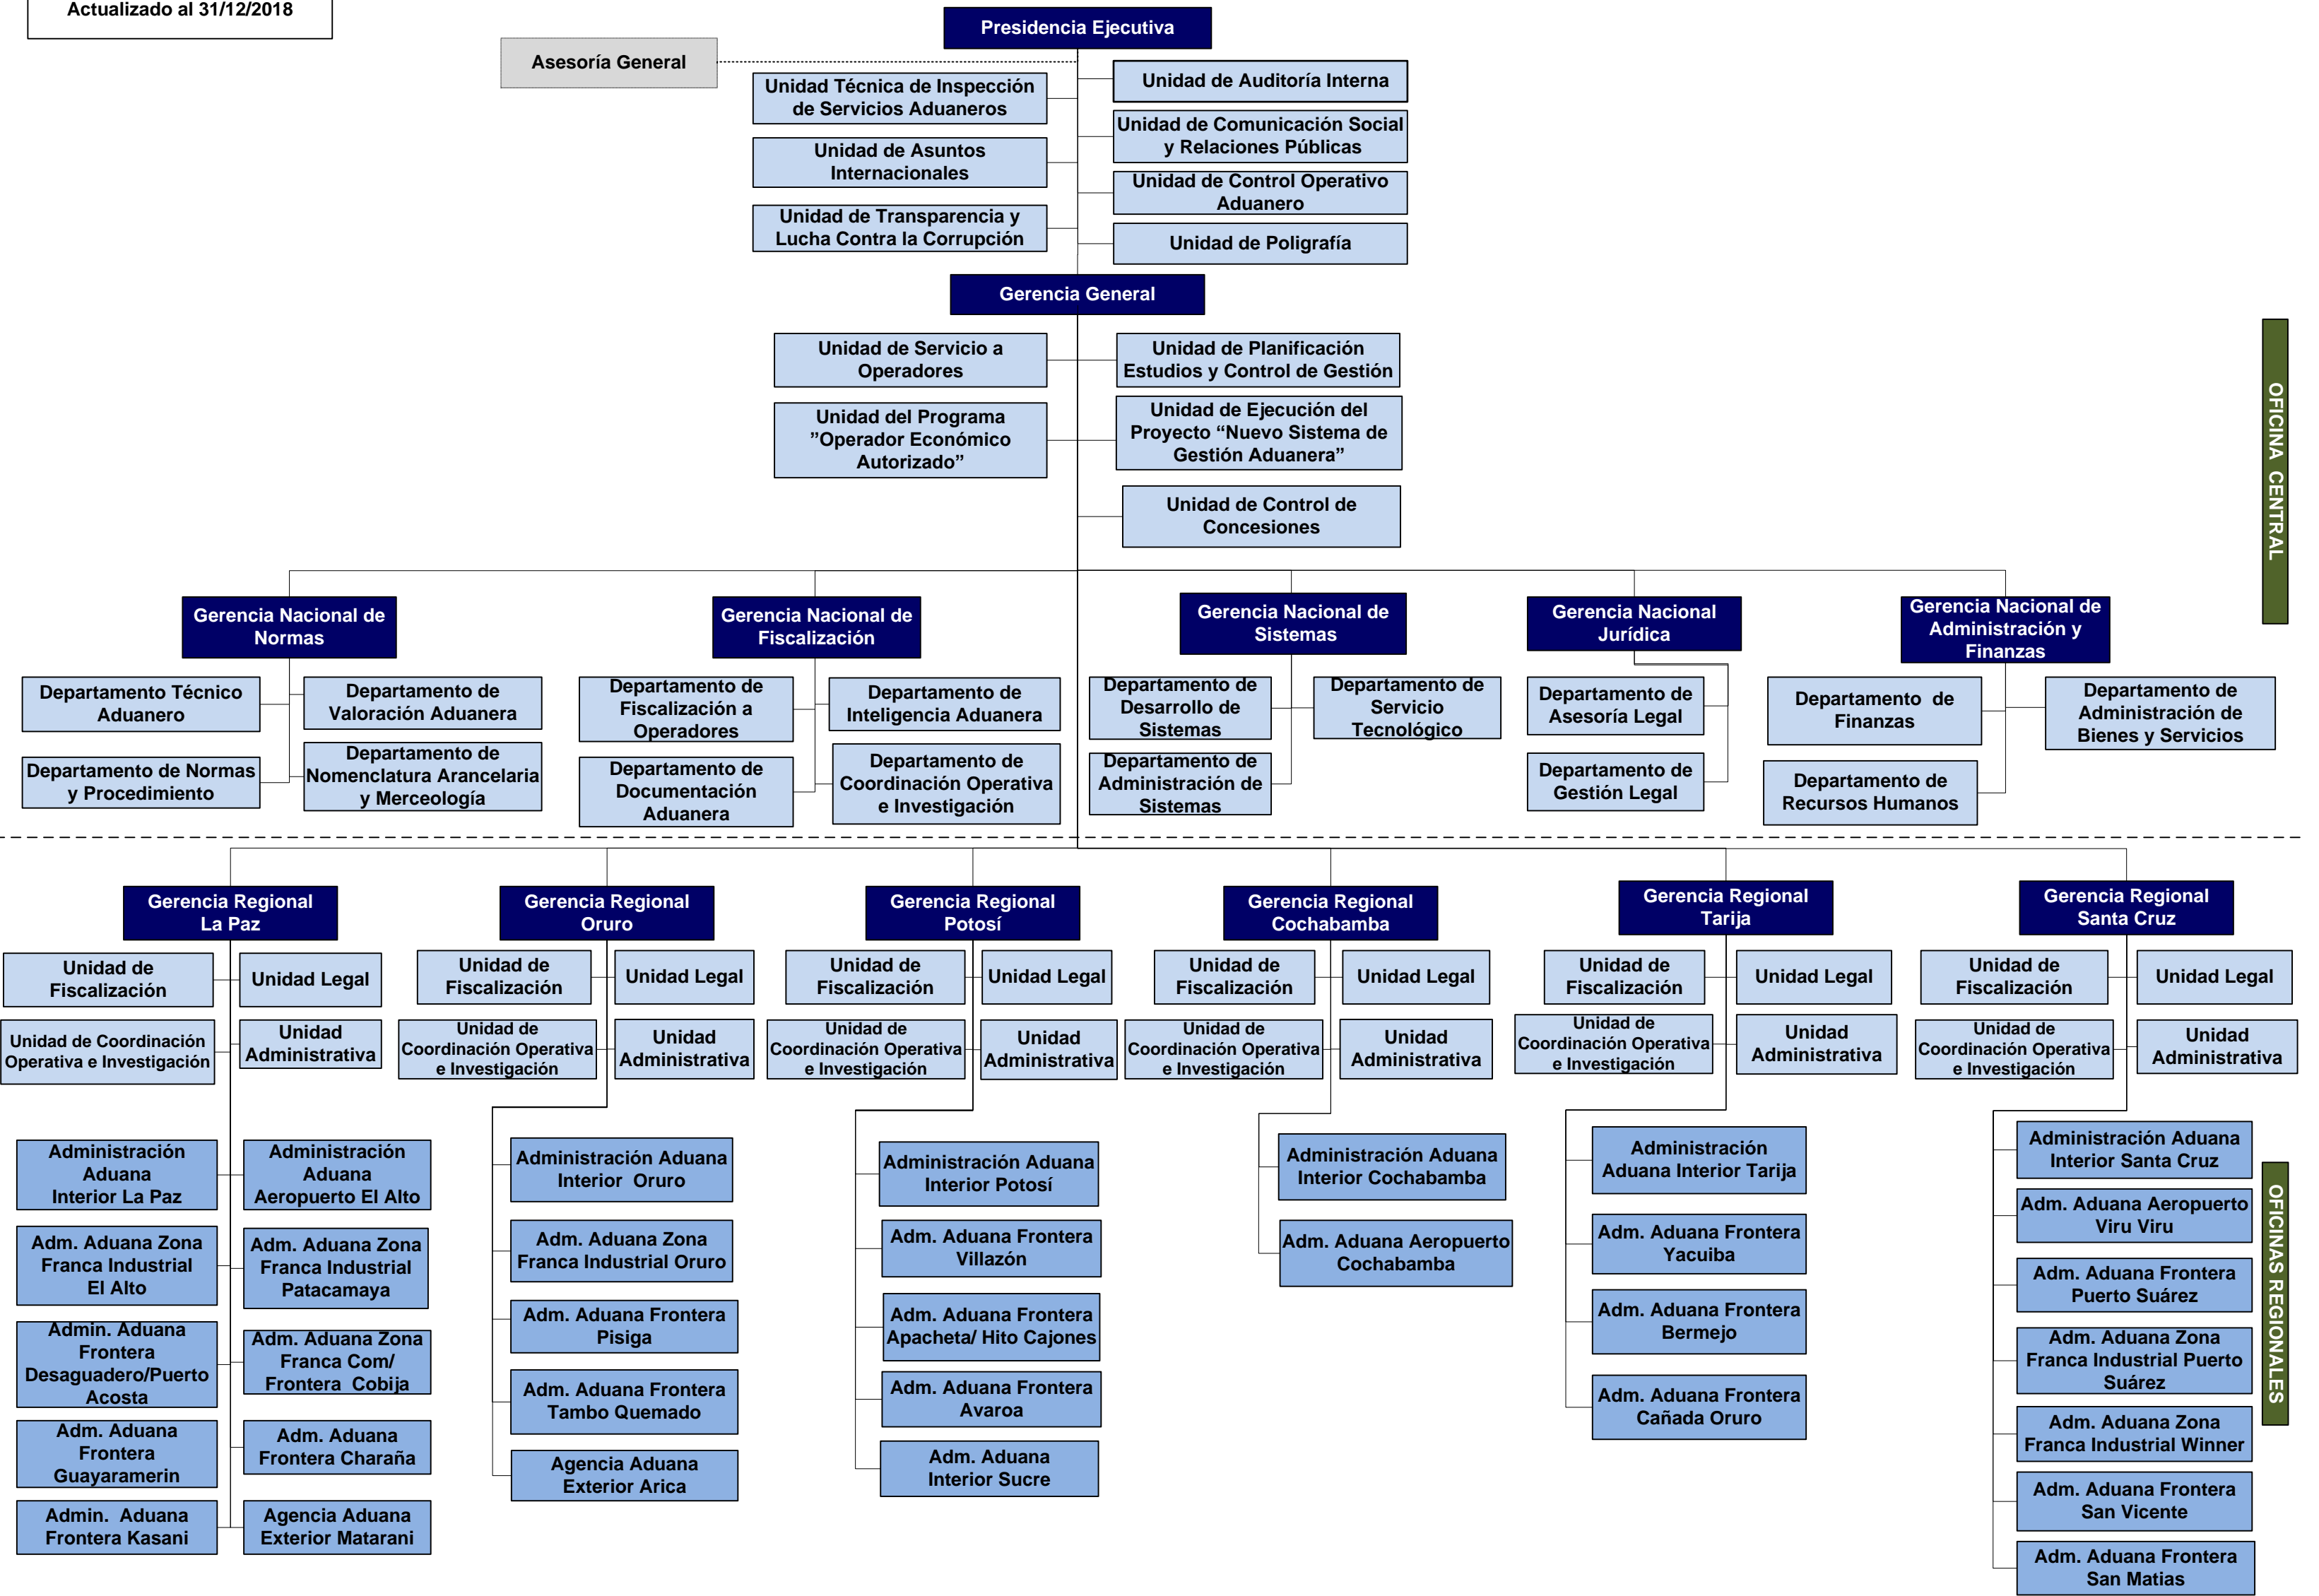 Actualizado al 31/12/2018
Presidencia Ejecutiva
Asesoría General
Unidad Técnica de Inspección
de Servicios Aduaneros
Unidad de Auditoría Interna
Unidad de Comunicación Social
y Relaciones Públicas
Unidad de Asuntos
Internacionales
Unidad de Control Operativo
Aduanero
Unidad de Transparencia y
Lucha Contra la Corrupción
Unidad de Poligrafía
Gerencia General
Unidad de Servicio a
Operadores
Unidad de Planificación
Estudios y Control de Gestión
Unidad del Programa
”Operador Económico
Autorizado”
Unidad de Ejecución del
Proyecto “Nuevo Sistema de
Gestión Aduanera”
Unidad de Control de
Concesiones
OFICINA CENTRAL
Gerencia Nacional de
Normas
Gerencia Nacional de
Fiscalización
Gerencia Nacional de
Sistemas
Gerencia Nacional
Jurídica
Gerencia Nacional de
Administración y
Finanzas
Departamento Técnico
Aduanero
Departamento de
Valoración Aduanera
Departamento de Normas
y Procedimiento
Departamento de
Nomenclatura Arancelaria
y Merceología
Departamento de
Fiscalización a
Operadores
Departamento de
Inteligencia Aduanera
Departamento de
Documentación
Aduanera
Departamento de
Coordinación Operativa
e Investigación
Departamento de
Desarrollo de
Sistemas
Departamento de
Servicio
Tecnológico
Departamento de
Administración de
Sistemas
Departamento de
Asesoría Legal
Departamento de
Gestión Legal
Departamento de
Finanzas
Departamento de
Administración de
Bienes y Servicios
Departamento de
Recursos Humanos
Gerencia Regional
La Paz
Gerencia Regional
Oruro
Gerencia Regional
Potosí
Gerencia Regional
Cochabamba
Gerencia Regional
Tarija
Gerencia Regional
Santa Cruz
Unidad de
Fiscalización
Unidad Legal
Unidad de Coordinación
Operativa e Investigación
Unidad
Administrativa
Unidad de
Fiscalización
Unidad Legal
Unidad de
Coordinación Operativa
e Investigación
Unidad
Administrativa
Unidad de
Fiscalización
Unidad Legal
Unidad de
Coordinación Operativa
e Investigación
Unidad
Administrativa
Unidad de
Fiscalización
Unidad Legal
Unidad de
Coordinación Operativa
e Investigación
Unidad
Administrativa
Unidad de
Fiscalización
Unidad Legal
Unidad de
Coordinación Operativa
e Investigación
Unidad
Administrativa
Unidad de
Fiscalización
Unidad Legal
Unidad de
Coordinación Operativa
e Investigación
Unidad
Administrativa
Administración
Aduana
Interior La Paz
Administración
Aduana
Aeropuerto El Alto
Adm. Aduana Zona
Franca Industrial
El Alto
Adm. Aduana Zona
Franca Industrial
Patacamaya
Admin. Aduana
Frontera
Desaguadero/Puerto
Acosta
Adm. Aduana Zona
Franca Com/
Frontera Cobija
Adm. Aduana
Frontera
Guayaramerin
Adm. Aduana
Frontera Charaña
Admin. Aduana
Frontera Kasani
Agencia Aduana
Exterior Matarani
Administración Aduana
Interior Oruro
Adm. Aduana Zona
Franca Industrial Oruro
Adm. Aduana Frontera
Pisiga
Adm. Aduana Frontera
Tambo Quemado
Agencia Aduana
Exterior Arica
Administración Aduana
Interior Potosí
Adm. Aduana Frontera
Villazón
Adm. Aduana Frontera
Apacheta/ Hito Cajones
Adm. Aduana Frontera
Avaroa
Adm. Aduana
Interior Sucre
Administración Aduana
Interior Cochabamba
Adm. Aduana Aeropuerto
Cochabamba
Administración
Aduana Interior Tarija
Adm. Aduana Frontera
Yacuiba
Adm. Aduana Frontera
Bermejo
Adm. Aduana Frontera
Cañada Oruro
Administración Aduana
Interior Santa Cruz
Adm. Aduana Aeropuerto
Viru Viru
Adm. Aduana Frontera
Puerto Suárez
Adm. Aduana Zona
Franca Industrial Puerto
Suárez
Adm. Aduana Zona
Franca Industrial Winner
Adm. Aduana Frontera
San Vicente
Adm. Aduana Frontera
San Matias
OFICINAS REGIONALES